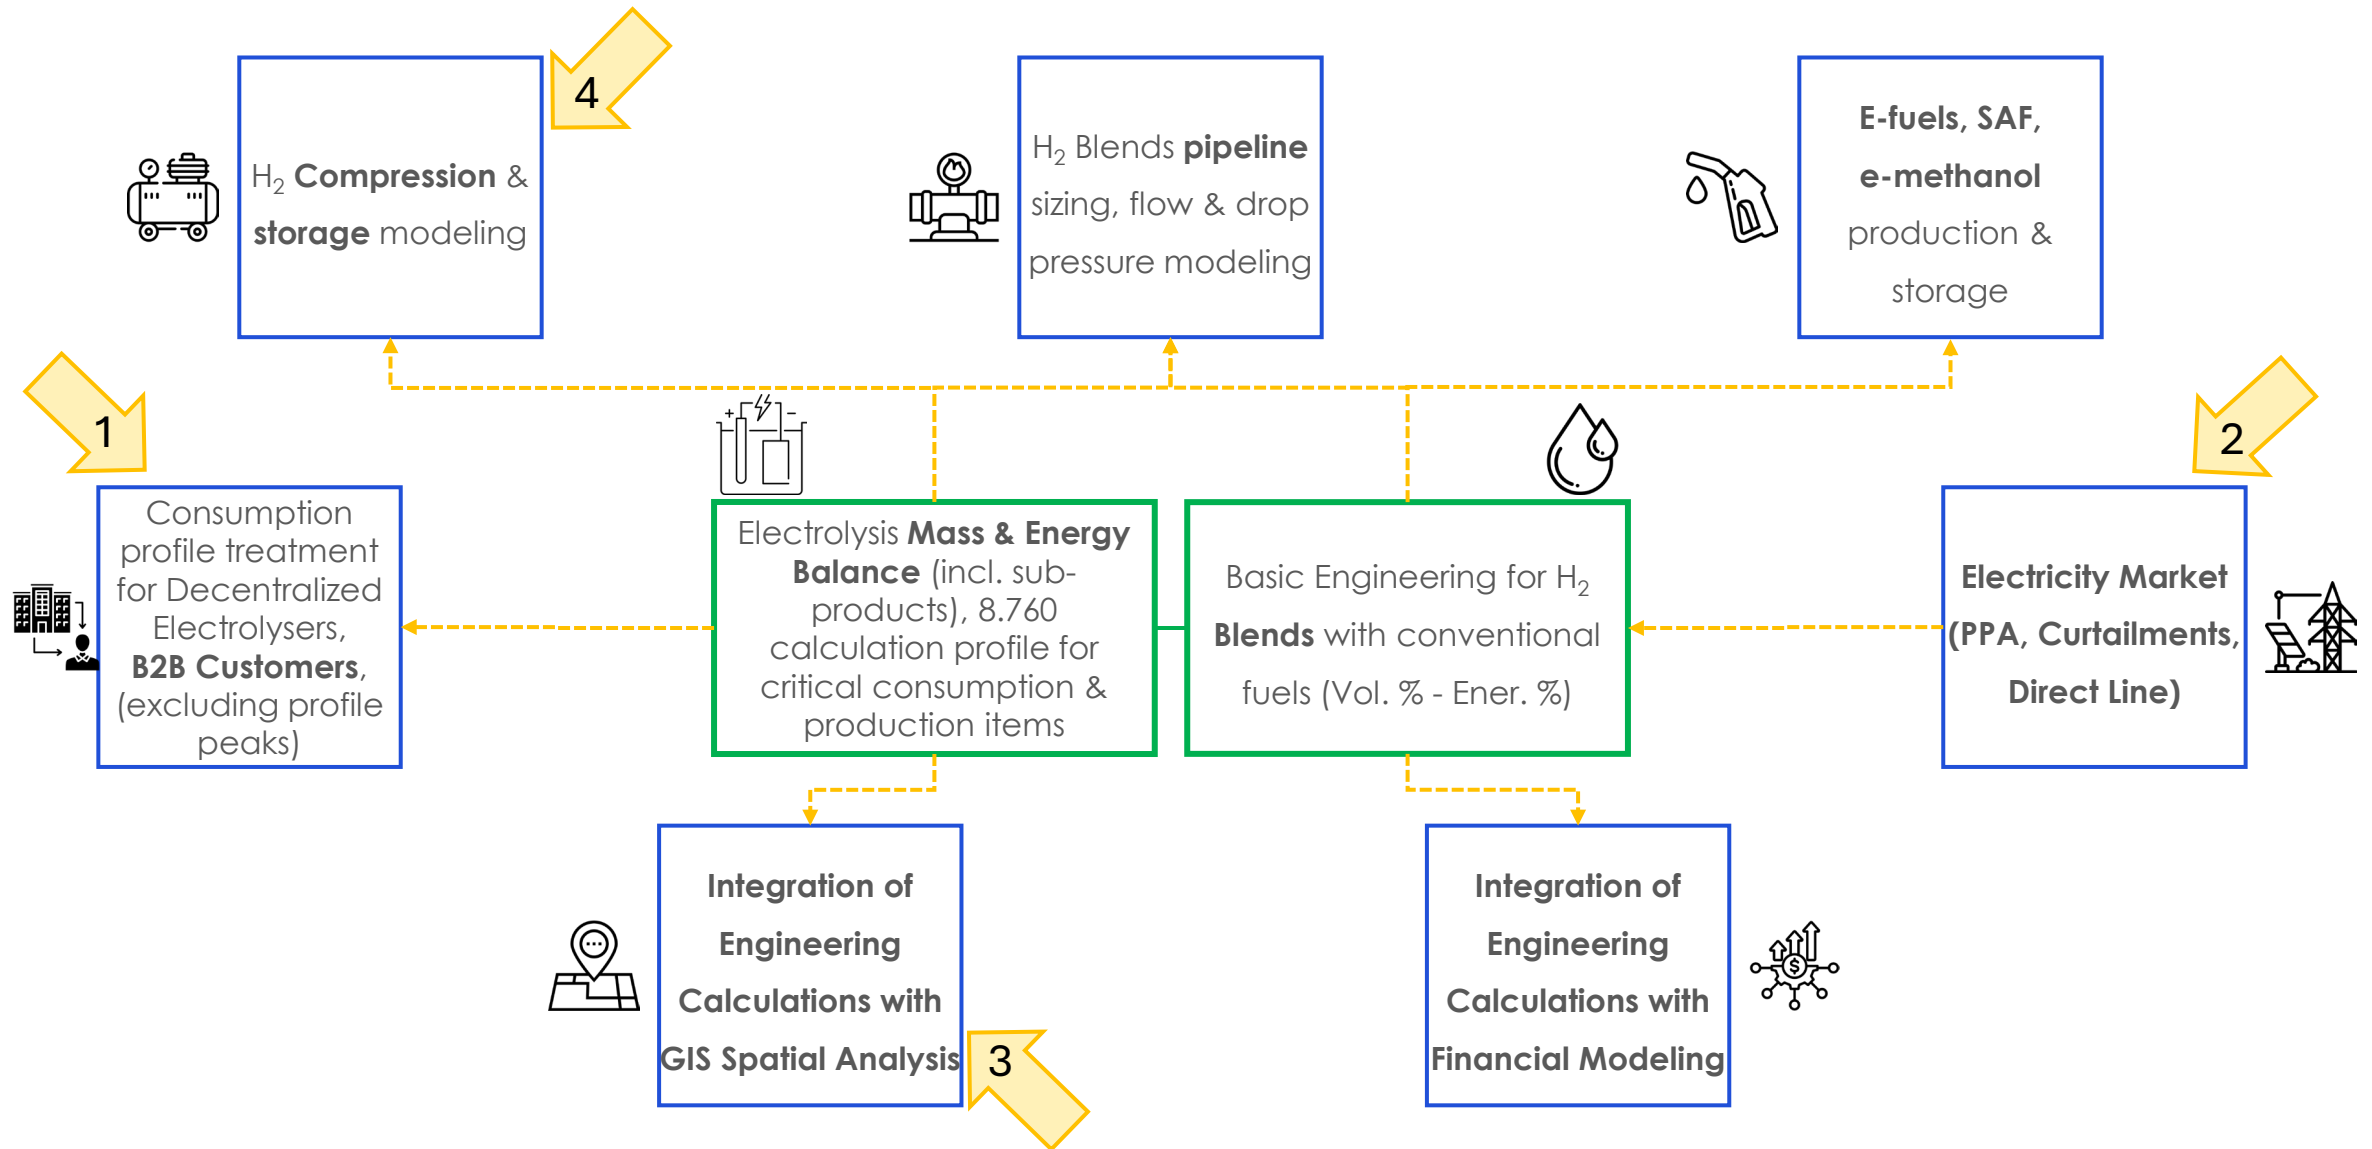 4
H₂ Compression &
storage modeling
H₂ Blends pipeline
sizing, flow & drop
pressure modeling
E-fuels, SAF,
e-methanol
production &
storage
1
2
Consumption
profile treatment
for Decentralized
Electrolysers,
B2B Customers,
(excluding profile
peaks)
Electrolysis Mass & Energy
Balance (incl. sub-
products), 8.760
calculation profile for
critical consumption &
production items
Basic Engineering for H₂
Blends with conventional
fuels (Vol. % - Ener. %)
Electricity Market
(PPA, Curtailments,
Direct Line)
Integration of
Engineering
Calculations with
GIS Spatial Analysis
3
Integration of
Engineering
Calculations with
Financial Modeling
$